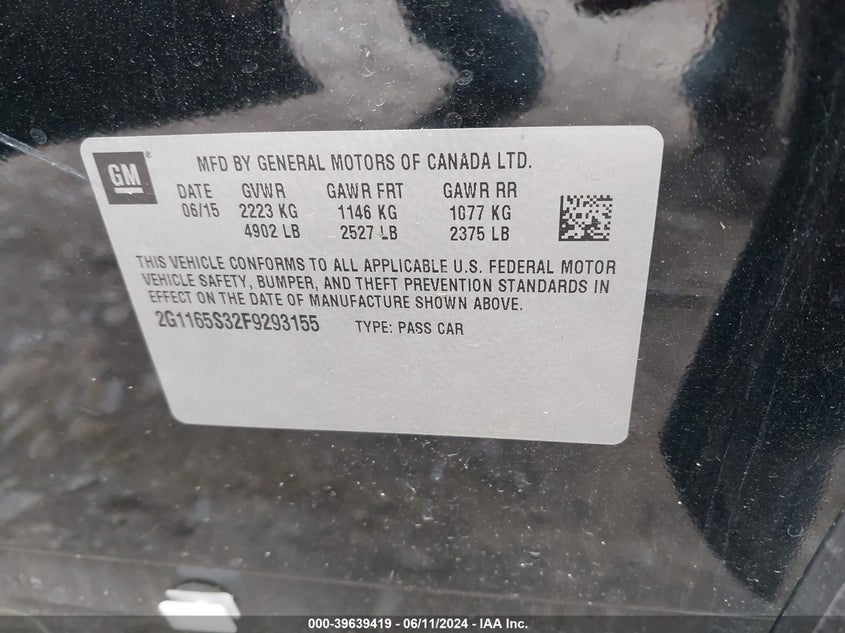 GM
MFD BY GENERAL MOTORS OF CANADA LTD.
DATE GVWR GAWR FRT GAWR RR
06/15 2223 KG 1146 KG 1077 KG
4902 LB 2527 LB 2375 LB
THIS VEHICLE CONFORMS TO ALL APPLICABLE U.S. FEDERAL MOTOR
VEHICLE SAFETY, BUMPER, AND THEFT PREVENTION STANDARDS IN
EFFECT ON THE DATE OF MANUFACTURE SHOWN ABOVE.
2G1165S32F9293155 TYPE: PASS CAR
000-39639419 - 06/11/2024 - IAA Inc.